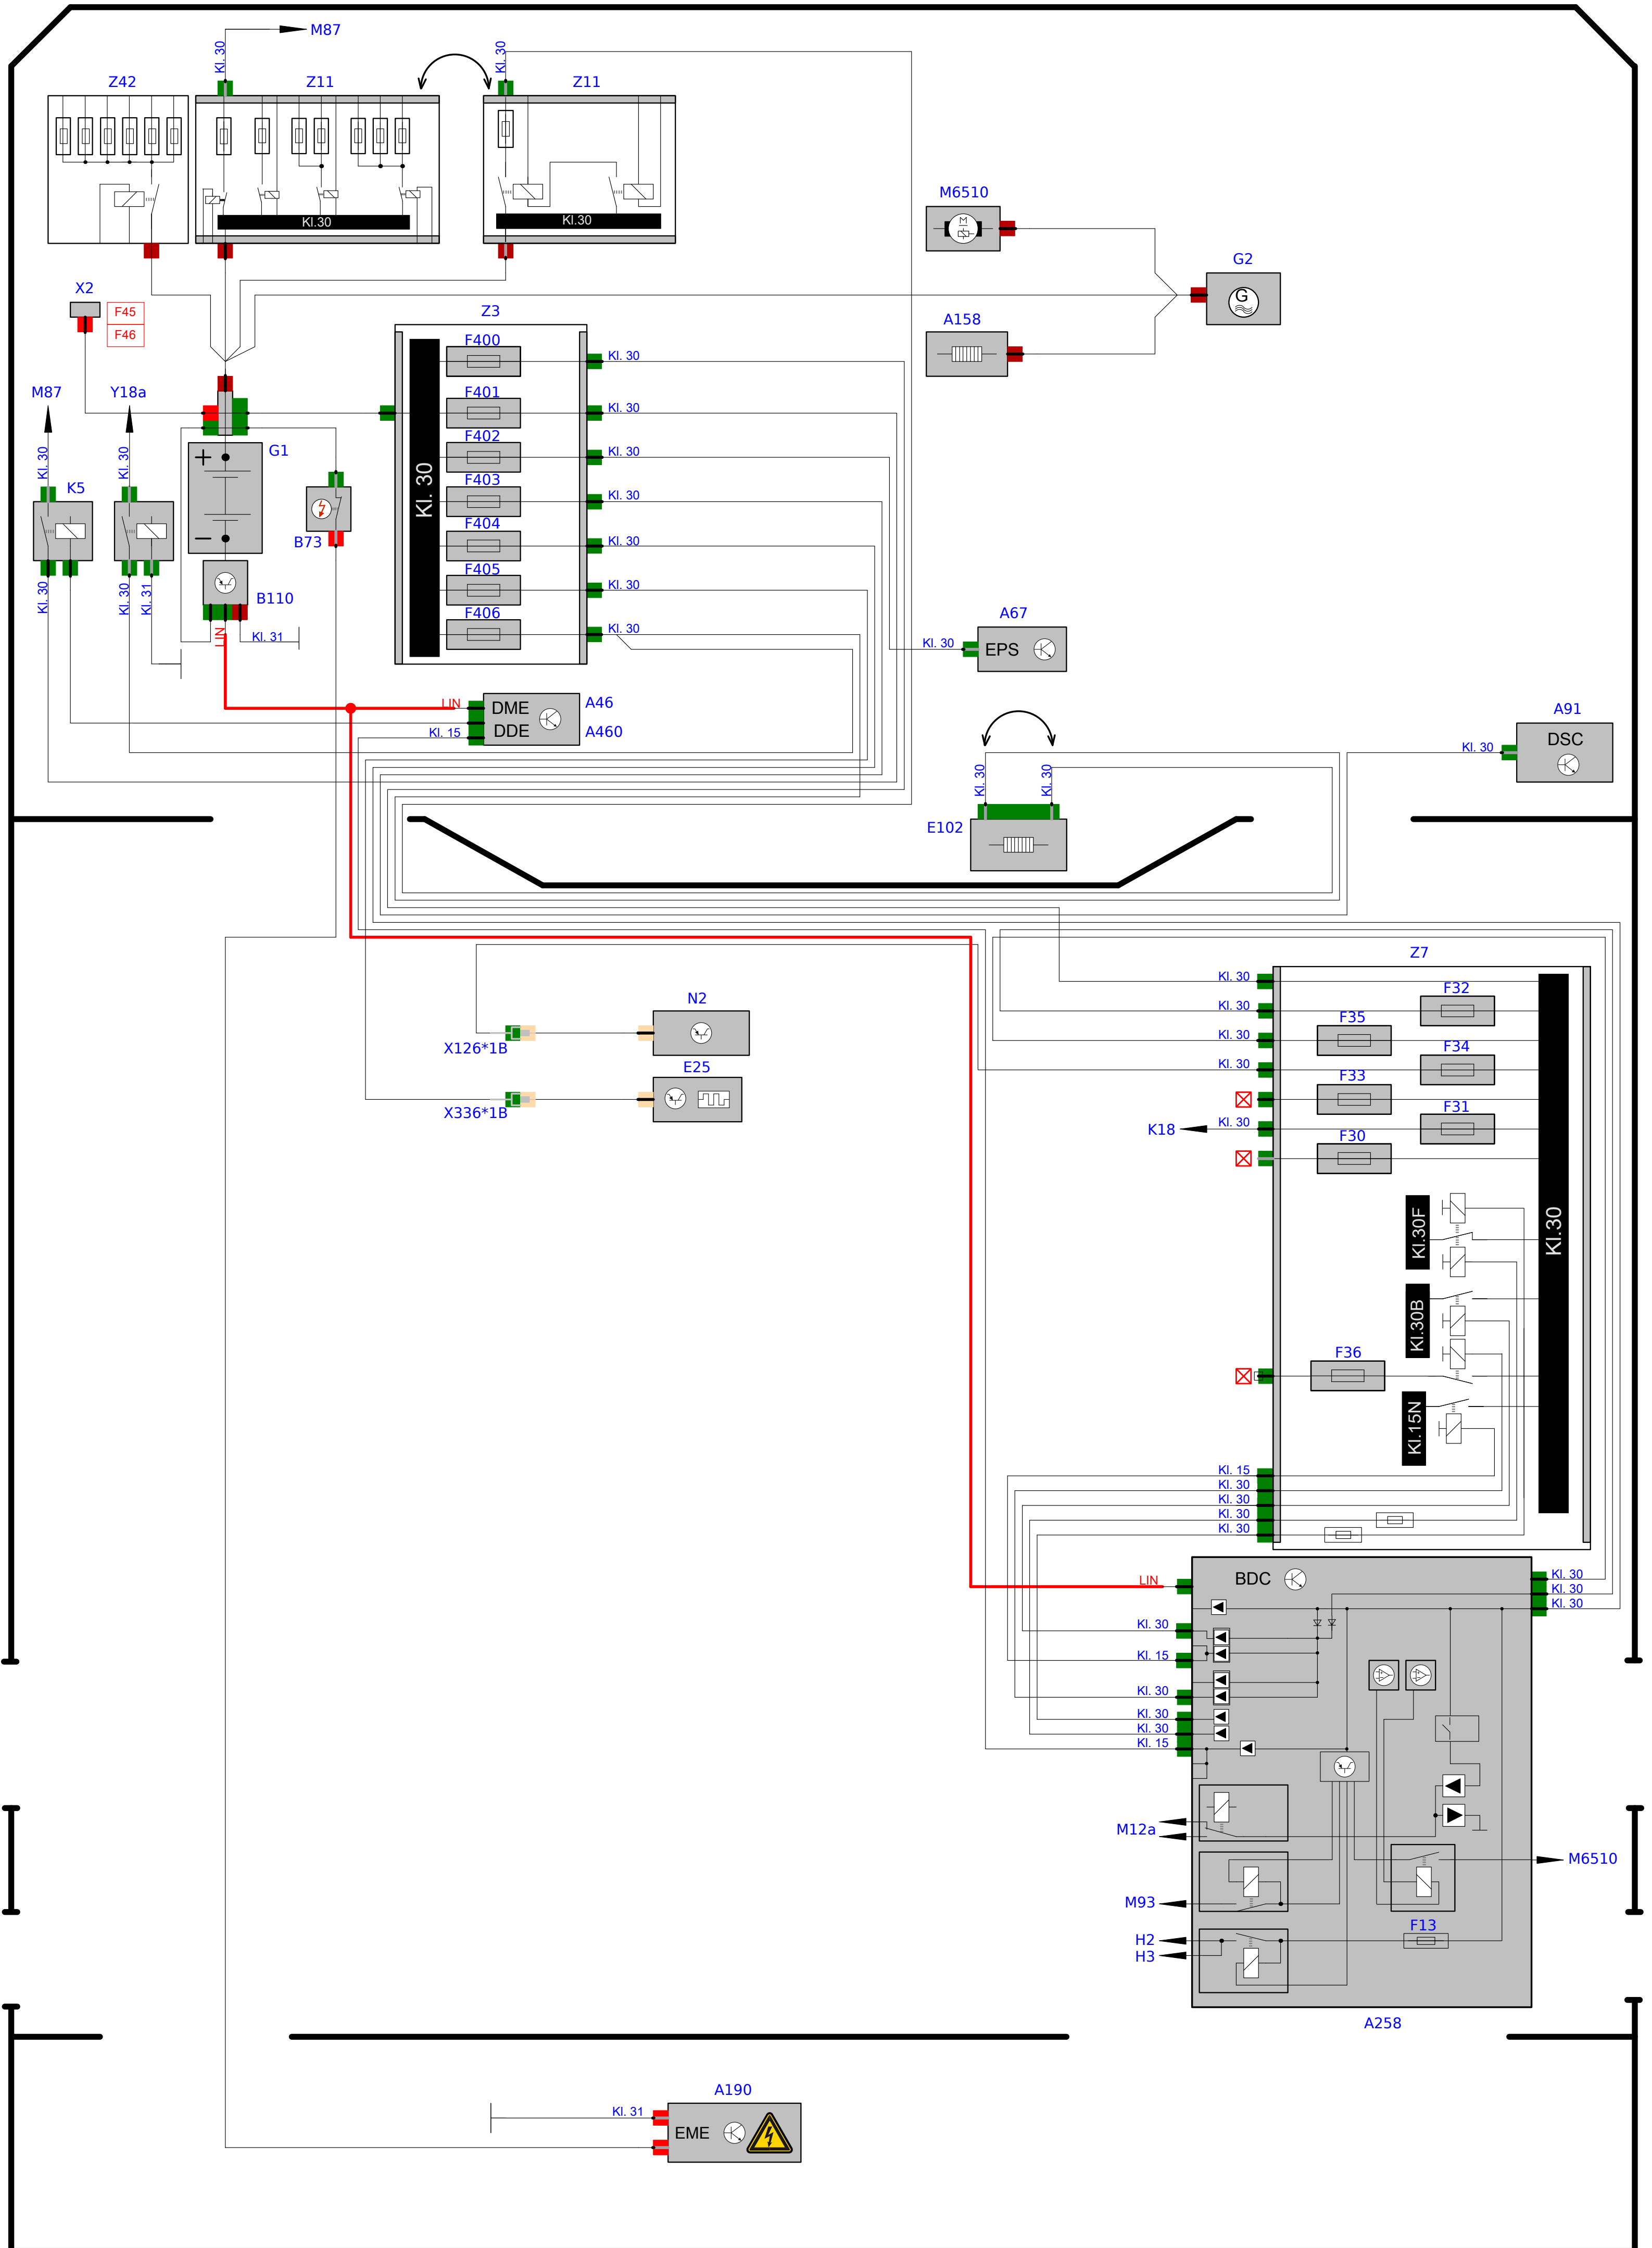 M87
Kl. 30
Kl. 30
Z42
Z11
Z11
Kl.30
Kl.30
M6510
M
G2
G
A158
X2
F45
F46
Z3
F400
Kl. 30
F401
Kl. 30
F402
Kl. 30
F403
Kl. 30
F404
Kl. 30
F405
Kl. 30
F406
Kl. 30
Kl. 30
M87
Y18a
Kl. 30
Kl. 30
K5
G1
+
−
B73
B110
Kl. 30
Kl. 30
Kl. 31
LIN
Kl. 31
A67
Kl. 30
EPS
LIN
DME
A46
Kl. 15
DDE
A460
A91
Kl. 30
DSC
Kl. 30
Kl. 30
E102
Z7
N2
X126*1B
E25
X336*1B
Kl. 30
F32
Kl. 30
F35
Kl. 30
F34
Kl. 30
F33
F31
K18
Kl. 30
F30
Kl.30F
Kl.30
Kl.30B
F36
Kl.15N
Kl. 15
Kl. 30
Kl. 30
Kl. 30
Kl. 30
LIN
BDC
Kl. 30
Kl. 30
Kl. 30
Kl. 30
Kl. 15
Kl. 30
Kl. 30
Kl. 30
Kl. 15
M12a
M6510
M93
F13
H2
H3
A258
A190
Kl. 31
EME